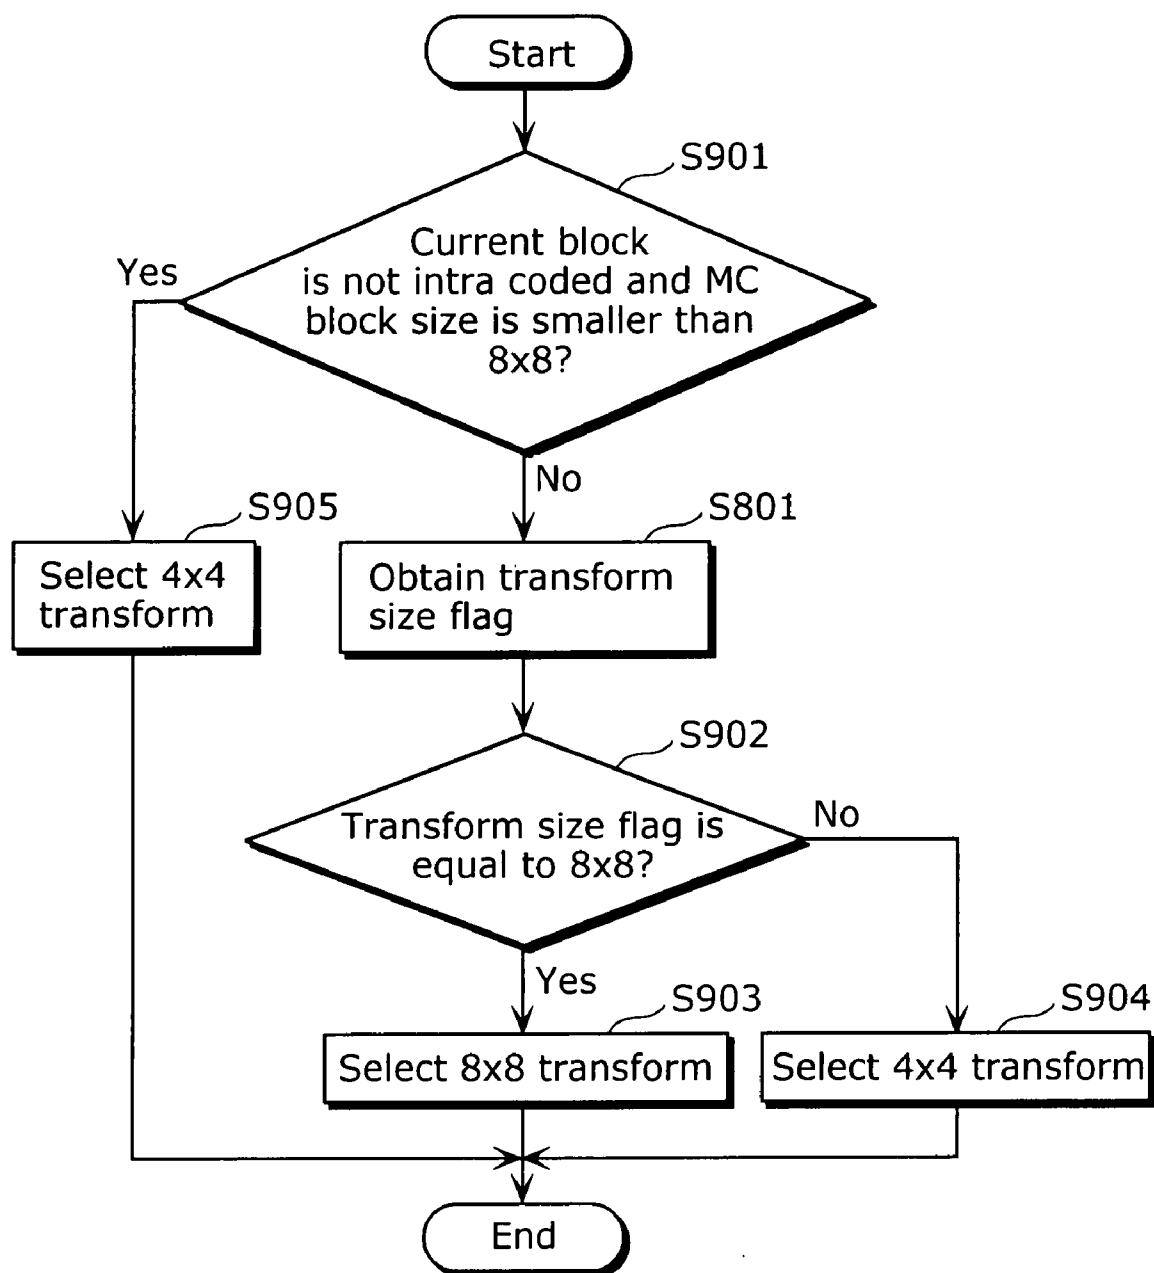 Start
S901
Current block
is not intra coded and MC
block size is smaller than
8x8?
Yes
No
S905
S801
Select 4x4
transform
Obtain transform
size flag
S902
Transform size flag is
equal to 8x8?
No
Yes
S903
S904
Select 8x8 transform
Select 4x4 transform
End